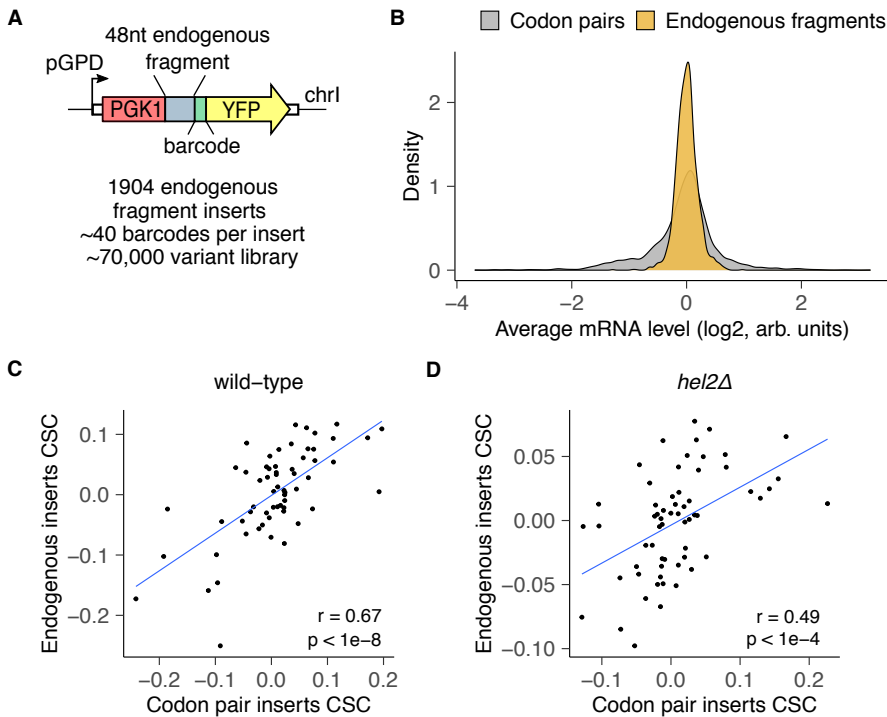 A
48nt endogenous
fragment
pGPD
PGK1
YFP
chrI
barcode
1904 endogenous
fragment inserts
~40 barcodes per insert
~70,000 variant library
B
Codon pairs
Endogenous fragments
Density
2
1
0
−4
−2
0
2
Average mRNA level (log2, arb. units)
C
wild−type
Endogenous inserts CSC
0.1
0.0
−0.1
−0.2
r = 0.67
p < 1e−8
−0.2
−0.1
0.0
0.1
0.2
Codon pair inserts CSC
D
hel2Δ
Endogenous inserts CSC
0.05
0.00
−0.05
−0.10
r = 0.49
p < 1e−4
−0.1
0.0
0.1
0.2
Codon pair inserts CSC